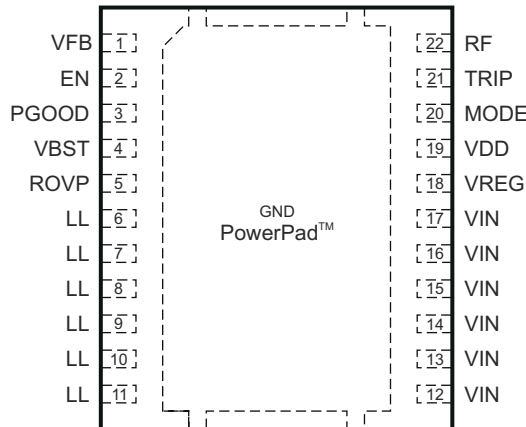 VFB 1 22 RF
EN 2 21 TRIP
PGOOD 3 20 MODE
VBST 4 19 VDD
ROVP 5 18 VREG
LL 6 17 VIN
GND
PowerPad™
LL 7 16 VIN
LL 8 15 VIN
LL 9 14 VIN
LL 10 13 VIN
LL 11 12 VIN